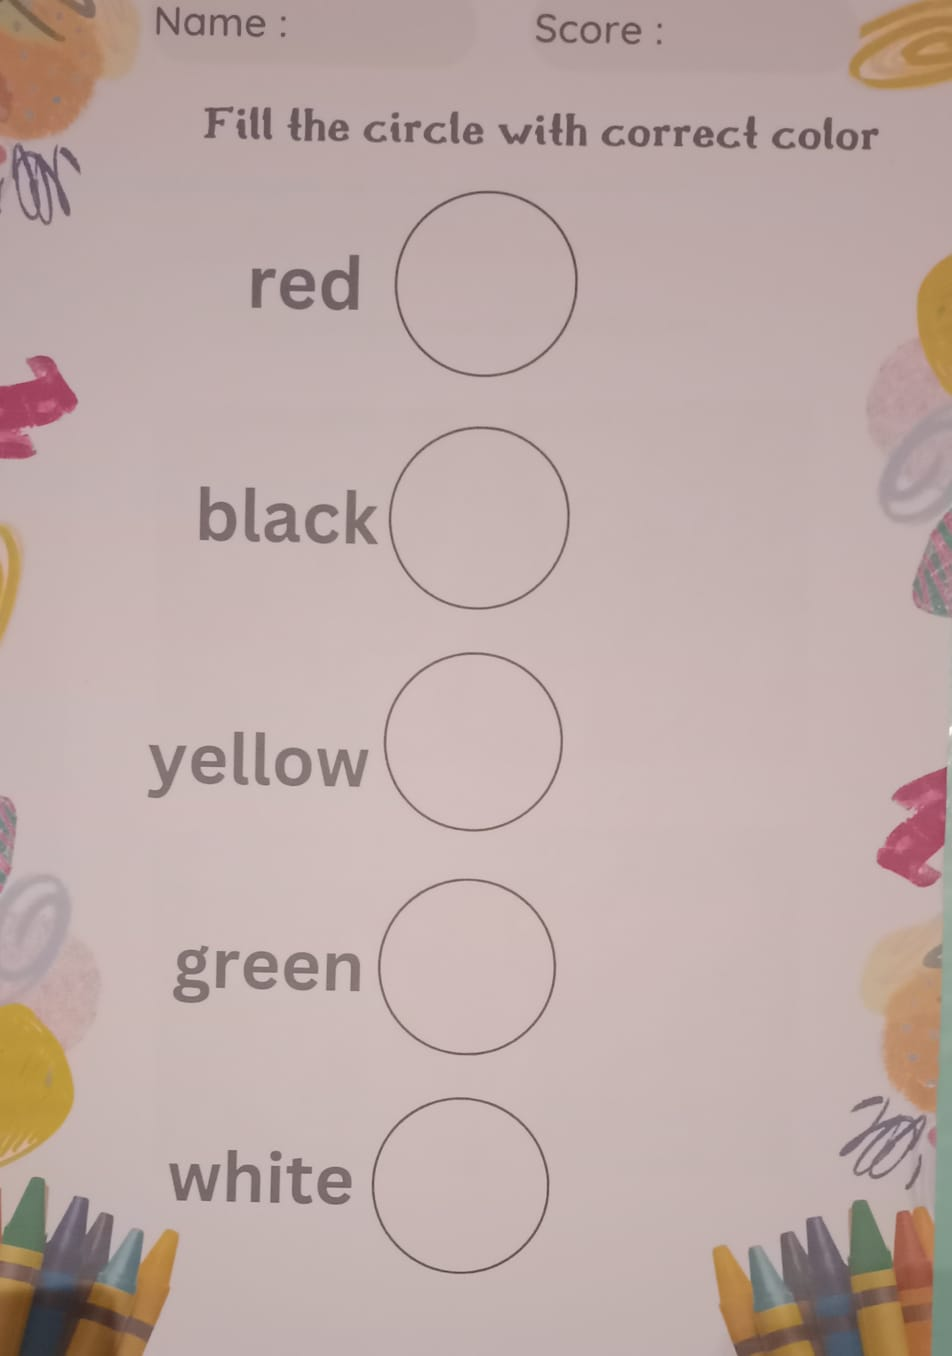 Name :
Score :
Fill the circle with correct color
red
black
yellow
green
white